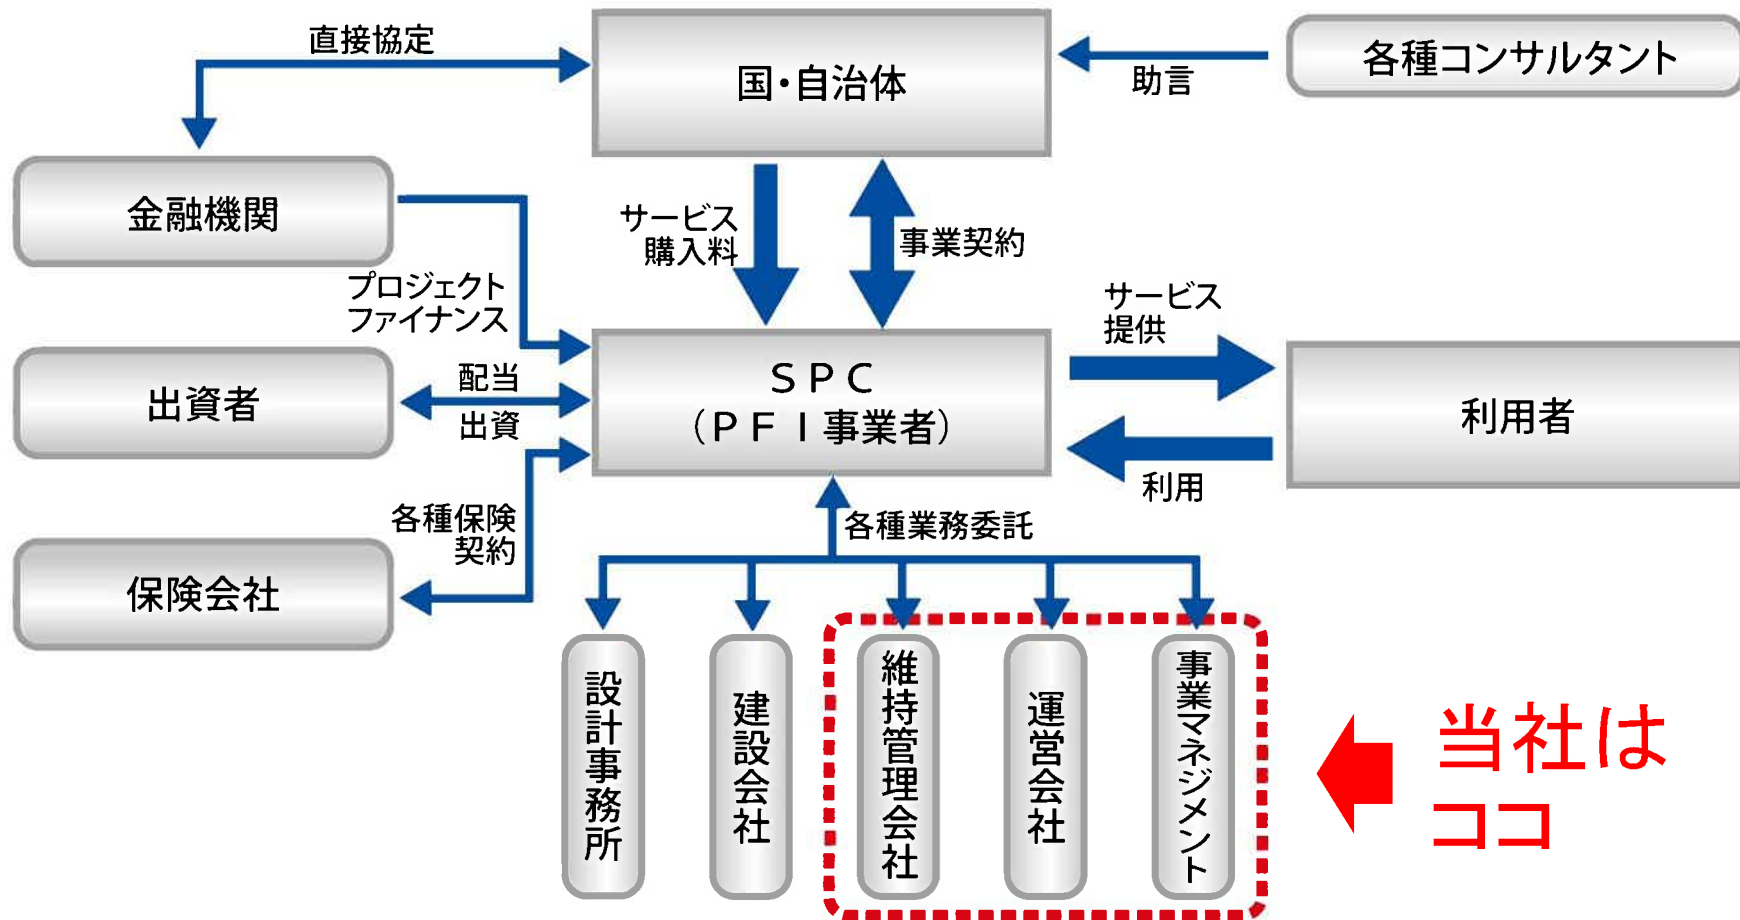 直接協定
国・自治体
各種コンサルタント
助言
金融機関
サービス
購入料
事業契約
プロジェクト
ファイナンス
サービス
提供
出資者
配当
出資
SPC
(PFI事業者)
利用者
利用
各種保険
契約
各種業務委託
保険会社
設計事務所
建設会社
維持管理会社
運営会社
事業マネジメント
当社は
ココ